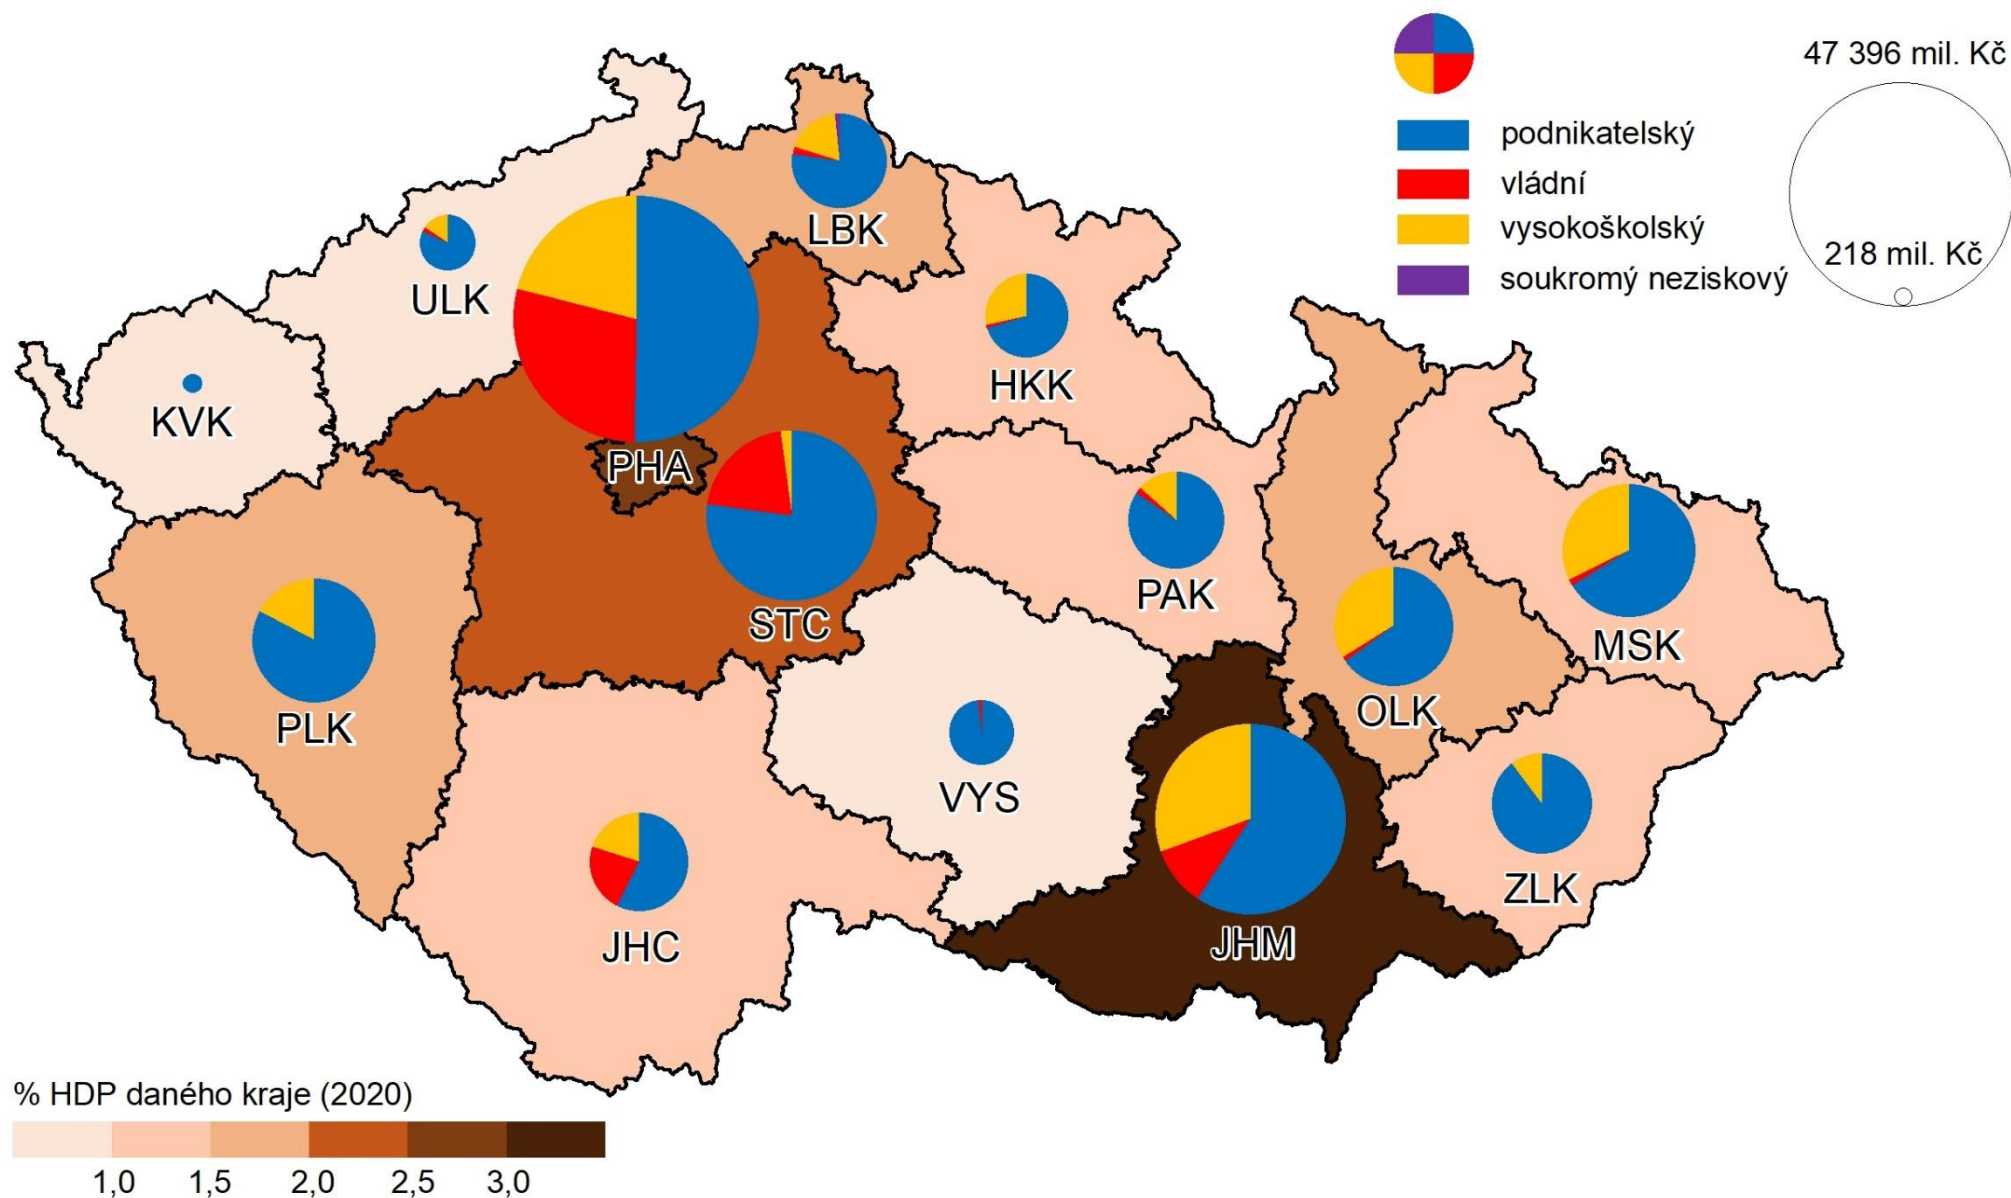 47 396 mil. Kč
podnikatelský
vládní
vysokoškolský
218 mil. Kč
soukromý neziskový
LBK
ULK
HKK
KVK
PHA
PAK
STC
MSK
OLK
PLK
VYS
ZLK
JHC
JHM
% HDP daného kraje (2020)
1,0 1,5 2,0 2,5 3,0